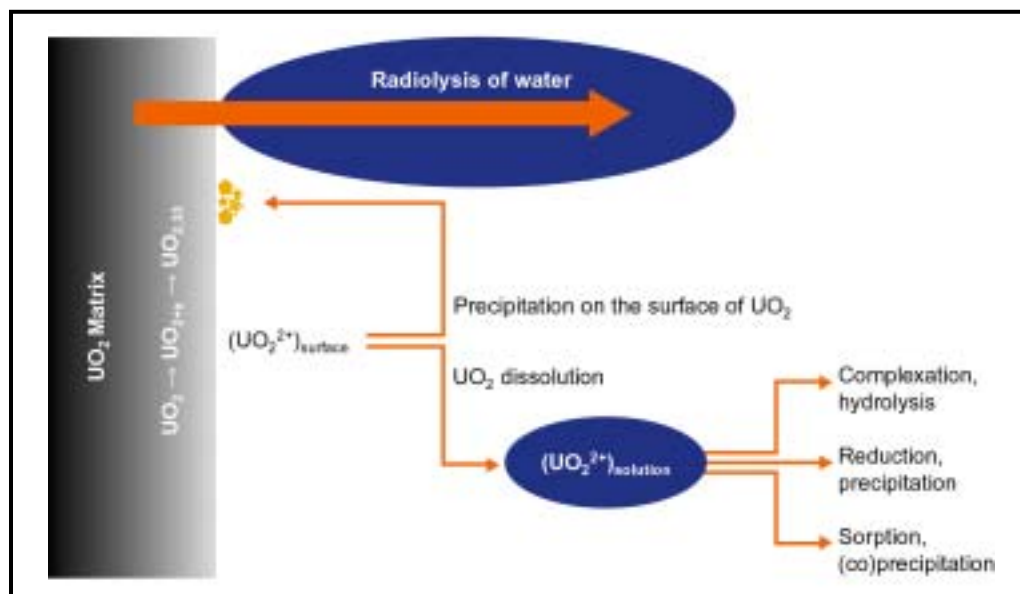 Radiolysis of water
UO₂ Matrix
UO₂ → UO₂₊ₓ → UO₂.₃₃
(UO₂²⁺)surface
Precipitation on the surface of UO₂
UO₂ dissolution
(UO₂²⁺)solution
Complexation,
hydrolysis
Reduction,
precipitation
Sorption,
(co)precipitation